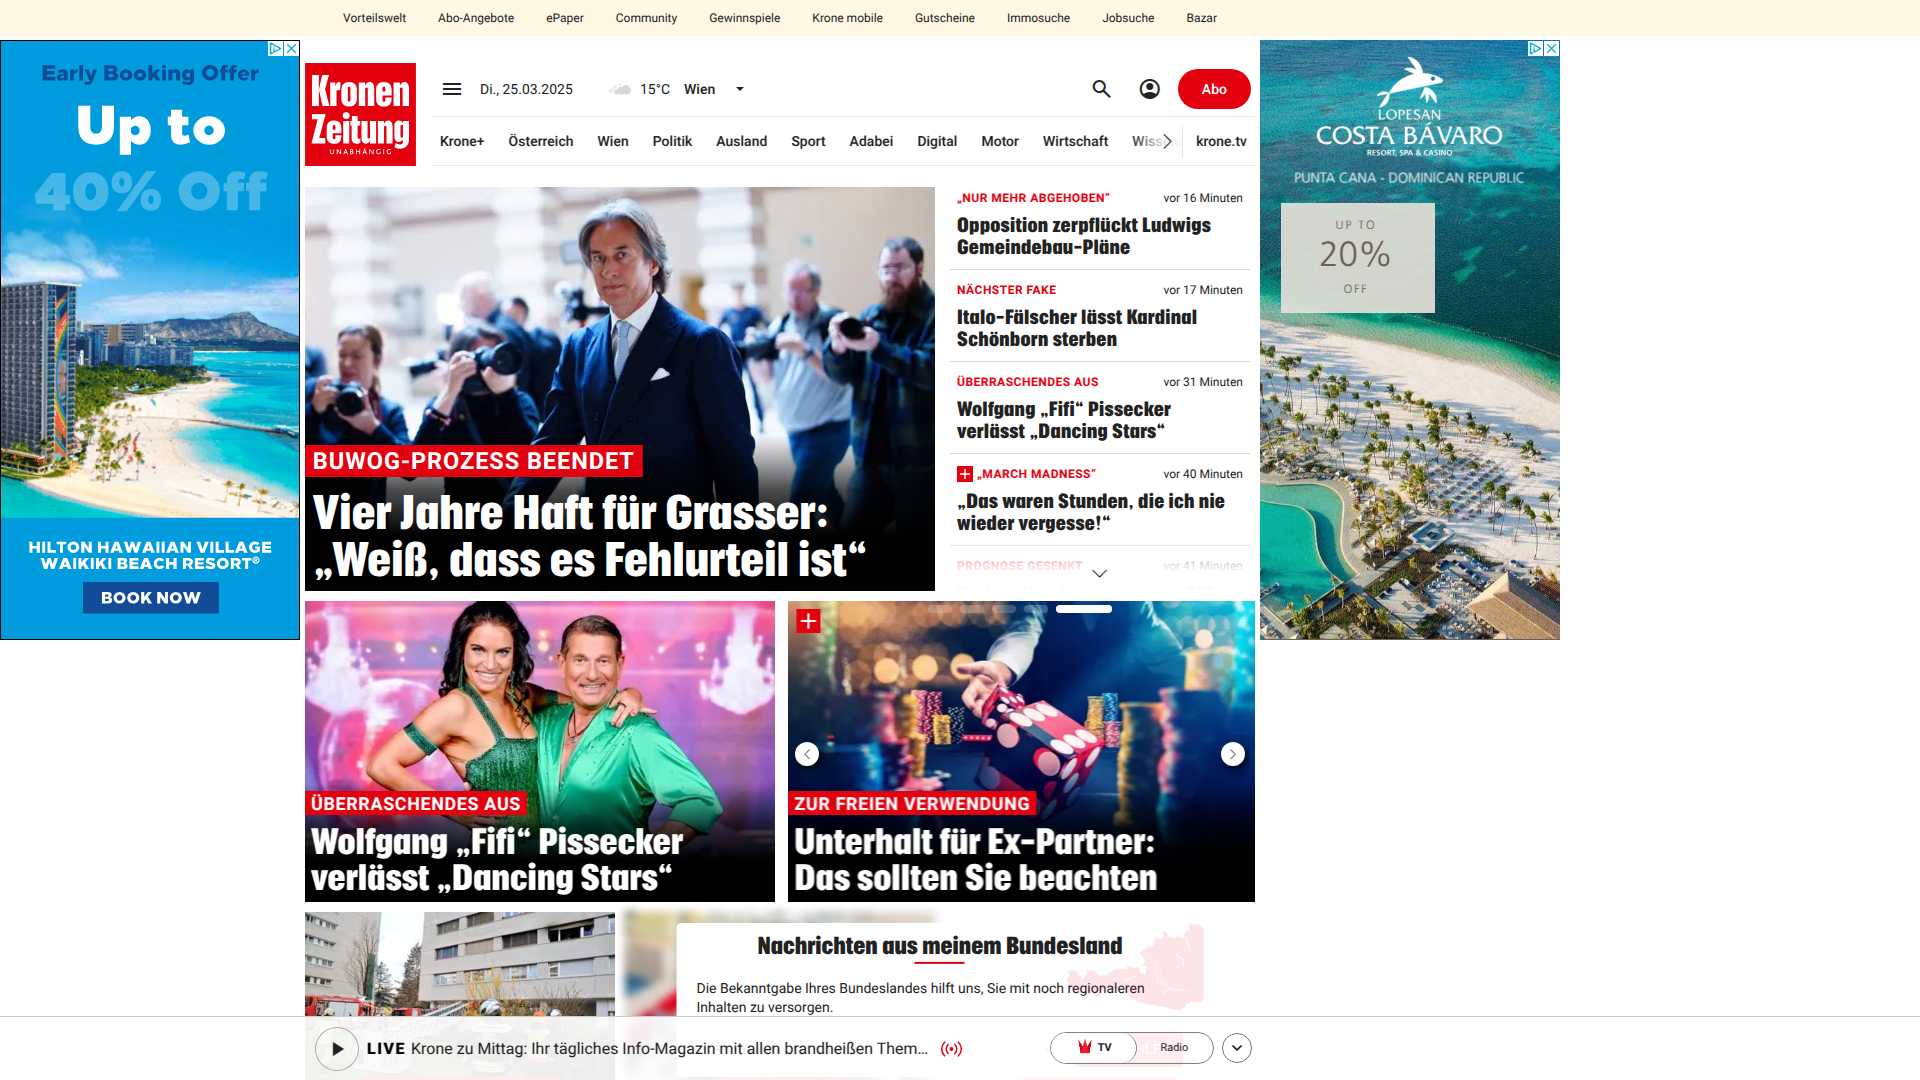 Vorteilswelt
Abo-Angebote
ePaper
Community
Gewinnspiele
Krone mobile
Gutscheine
Immosuche
Jobsuche
Bazar
Early Booking Offer
Up to
40% Off
HILTON HAWAIIAN VILLAGE
WAIKIKI BEACH RESORT®
BOOK NOW
Kronen
Zeitung
UNABHÄNGIG
Di., 25.03.2025
15°C
Wien
Abo
Krone+
Österreich
Wien
Politik
Ausland
Sport
Adabei
Digital
Motor
Wirtschaft
Wiss
krone.tv
BUWOG-PROZESS BEENDET
Vier Jahre Haft für Grasser:
„Weiß, dass es Fehlurteil ist“
„NUR MEHR ABGEHOBEN“
vor 16 Minuten
Opposition zerpflückt Ludwigs
Gemeindebau-Pläne
NÄCHSTER FAKE
vor 17 Minuten
Italo-Fälscher lässt Kardinal
Schönborn sterben
ÜBERRASCHENDES AUS
vor 31 Minuten
Wolfgang „Fifi“ Pissecker
verlässt „Dancing Stars“
„MARCH MADNESS“
vor 40 Minuten
„Das waren Stunden, die ich nie
wieder vergesse!“
PROGNOSE GESENKT
vor 41 Minuten
LOPESAN
COSTA BÁVARO
RESORT, SPA & CASINO
PUNTA CANA - DOMINICAN REPUBLIC
UP TO
20%
OFF
ÜBERRASCHENDES AUS
Wolfgang „Fifi“ Pissecker
verlässt „Dancing Stars“
ZUR FREIEN VERWENDUNG
Unterhalt für Ex-Partner:
Das sollten Sie beachten
Nachrichten aus meinem Bundesland
Die Bekanntgabe Ihres Bundeslandes hilft uns, Sie mit noch regionaleren
Inhalten zu versorgen.
LIVE Krone zu Mittag: Ihr tägliches Info-Magazin mit allen brandheißen Them...
TV
Radio